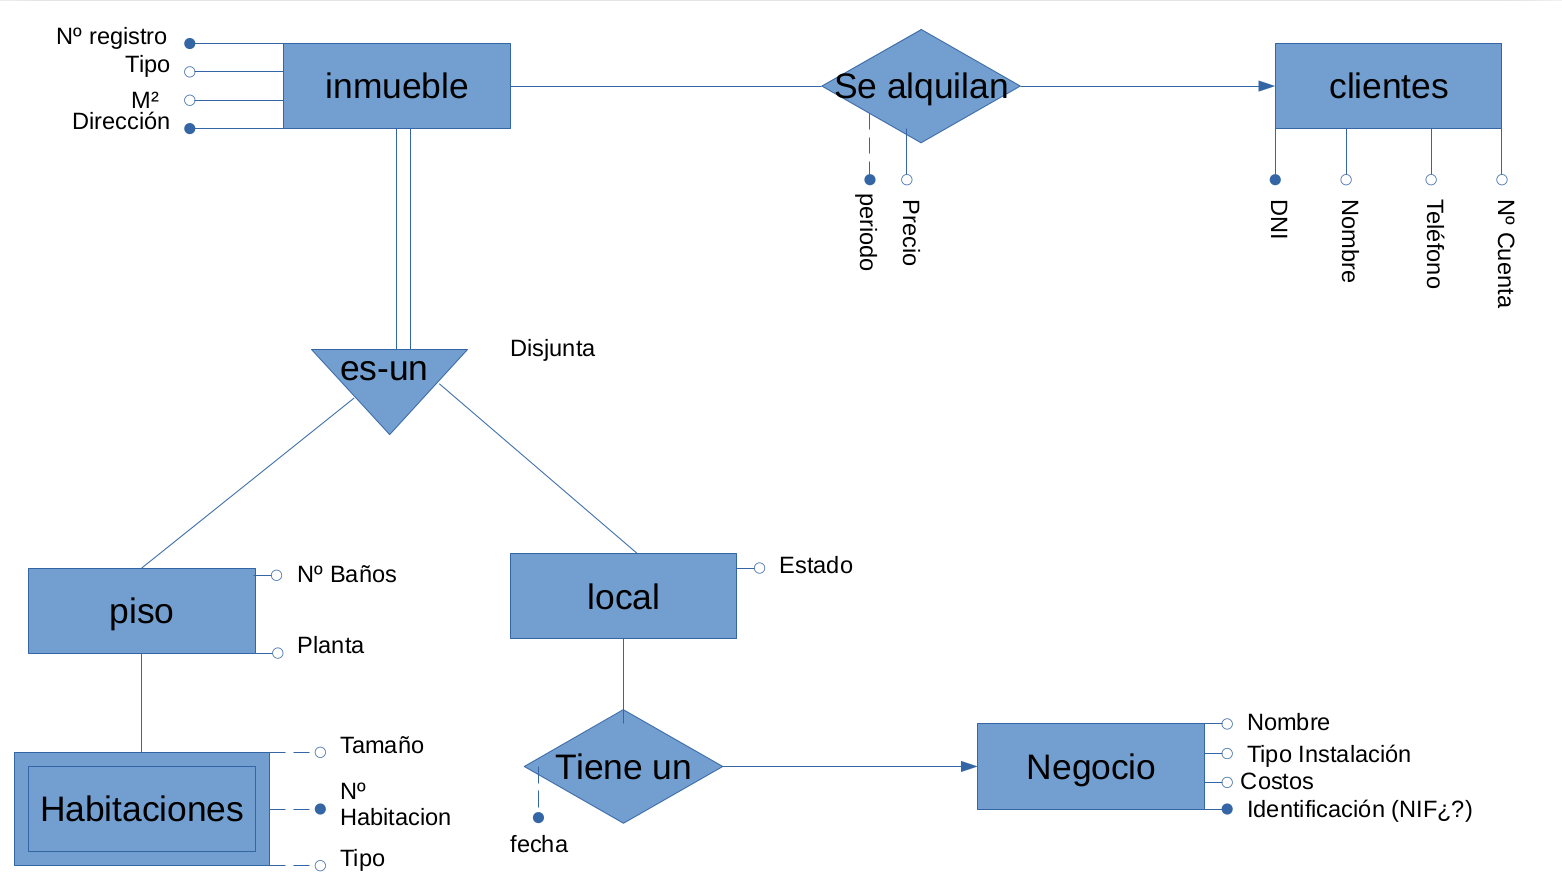 Nº registro
Tipo
M²
Dirección
inmueble
Se alquilan
clientes
periodo
Precio
DNI
Nombre
Teléfono
Nº Cuenta
es-un
Disjunta
piso
Nº Baños
Planta
local
Estado
Habitaciones
Tamaño
Nº
Habitacion
Tipo
Tiene un
fecha
Negocio
Nombre
Tipo Instalación
Costos
Identificación (NIF¿?)